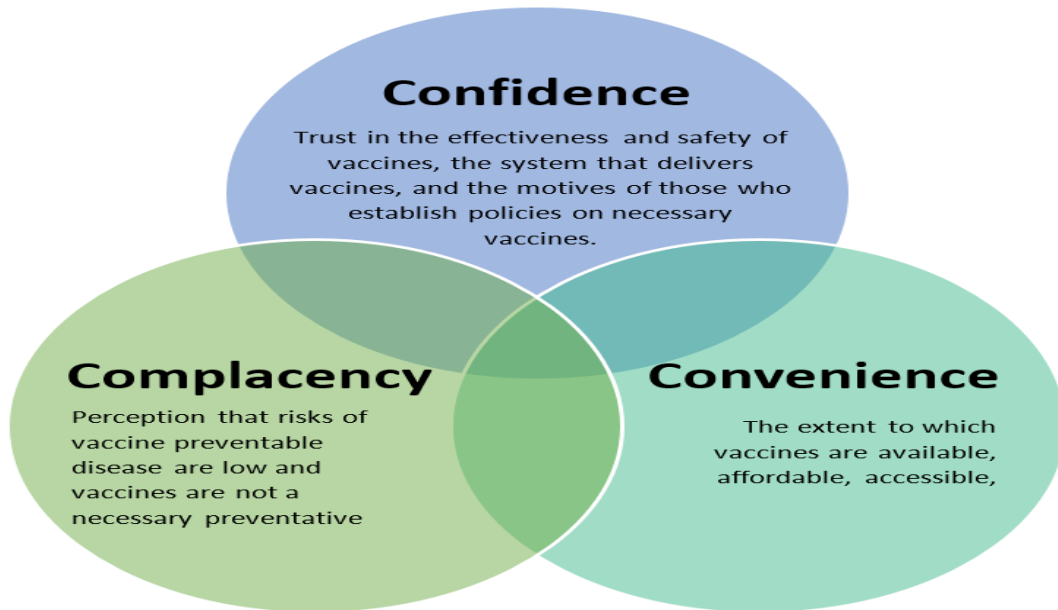 Confidence
Trust in the effectiveness and safety of
vaccines, the system that delivers
vaccines, and the motives of those who
establish policies on necessary
vaccines.
Complacency
Perception that risks of
vaccine preventable
disease are low and
vaccines are not a
necessary preventative
Convenience
The extent to which
vaccines are available,
affordable, accessible,